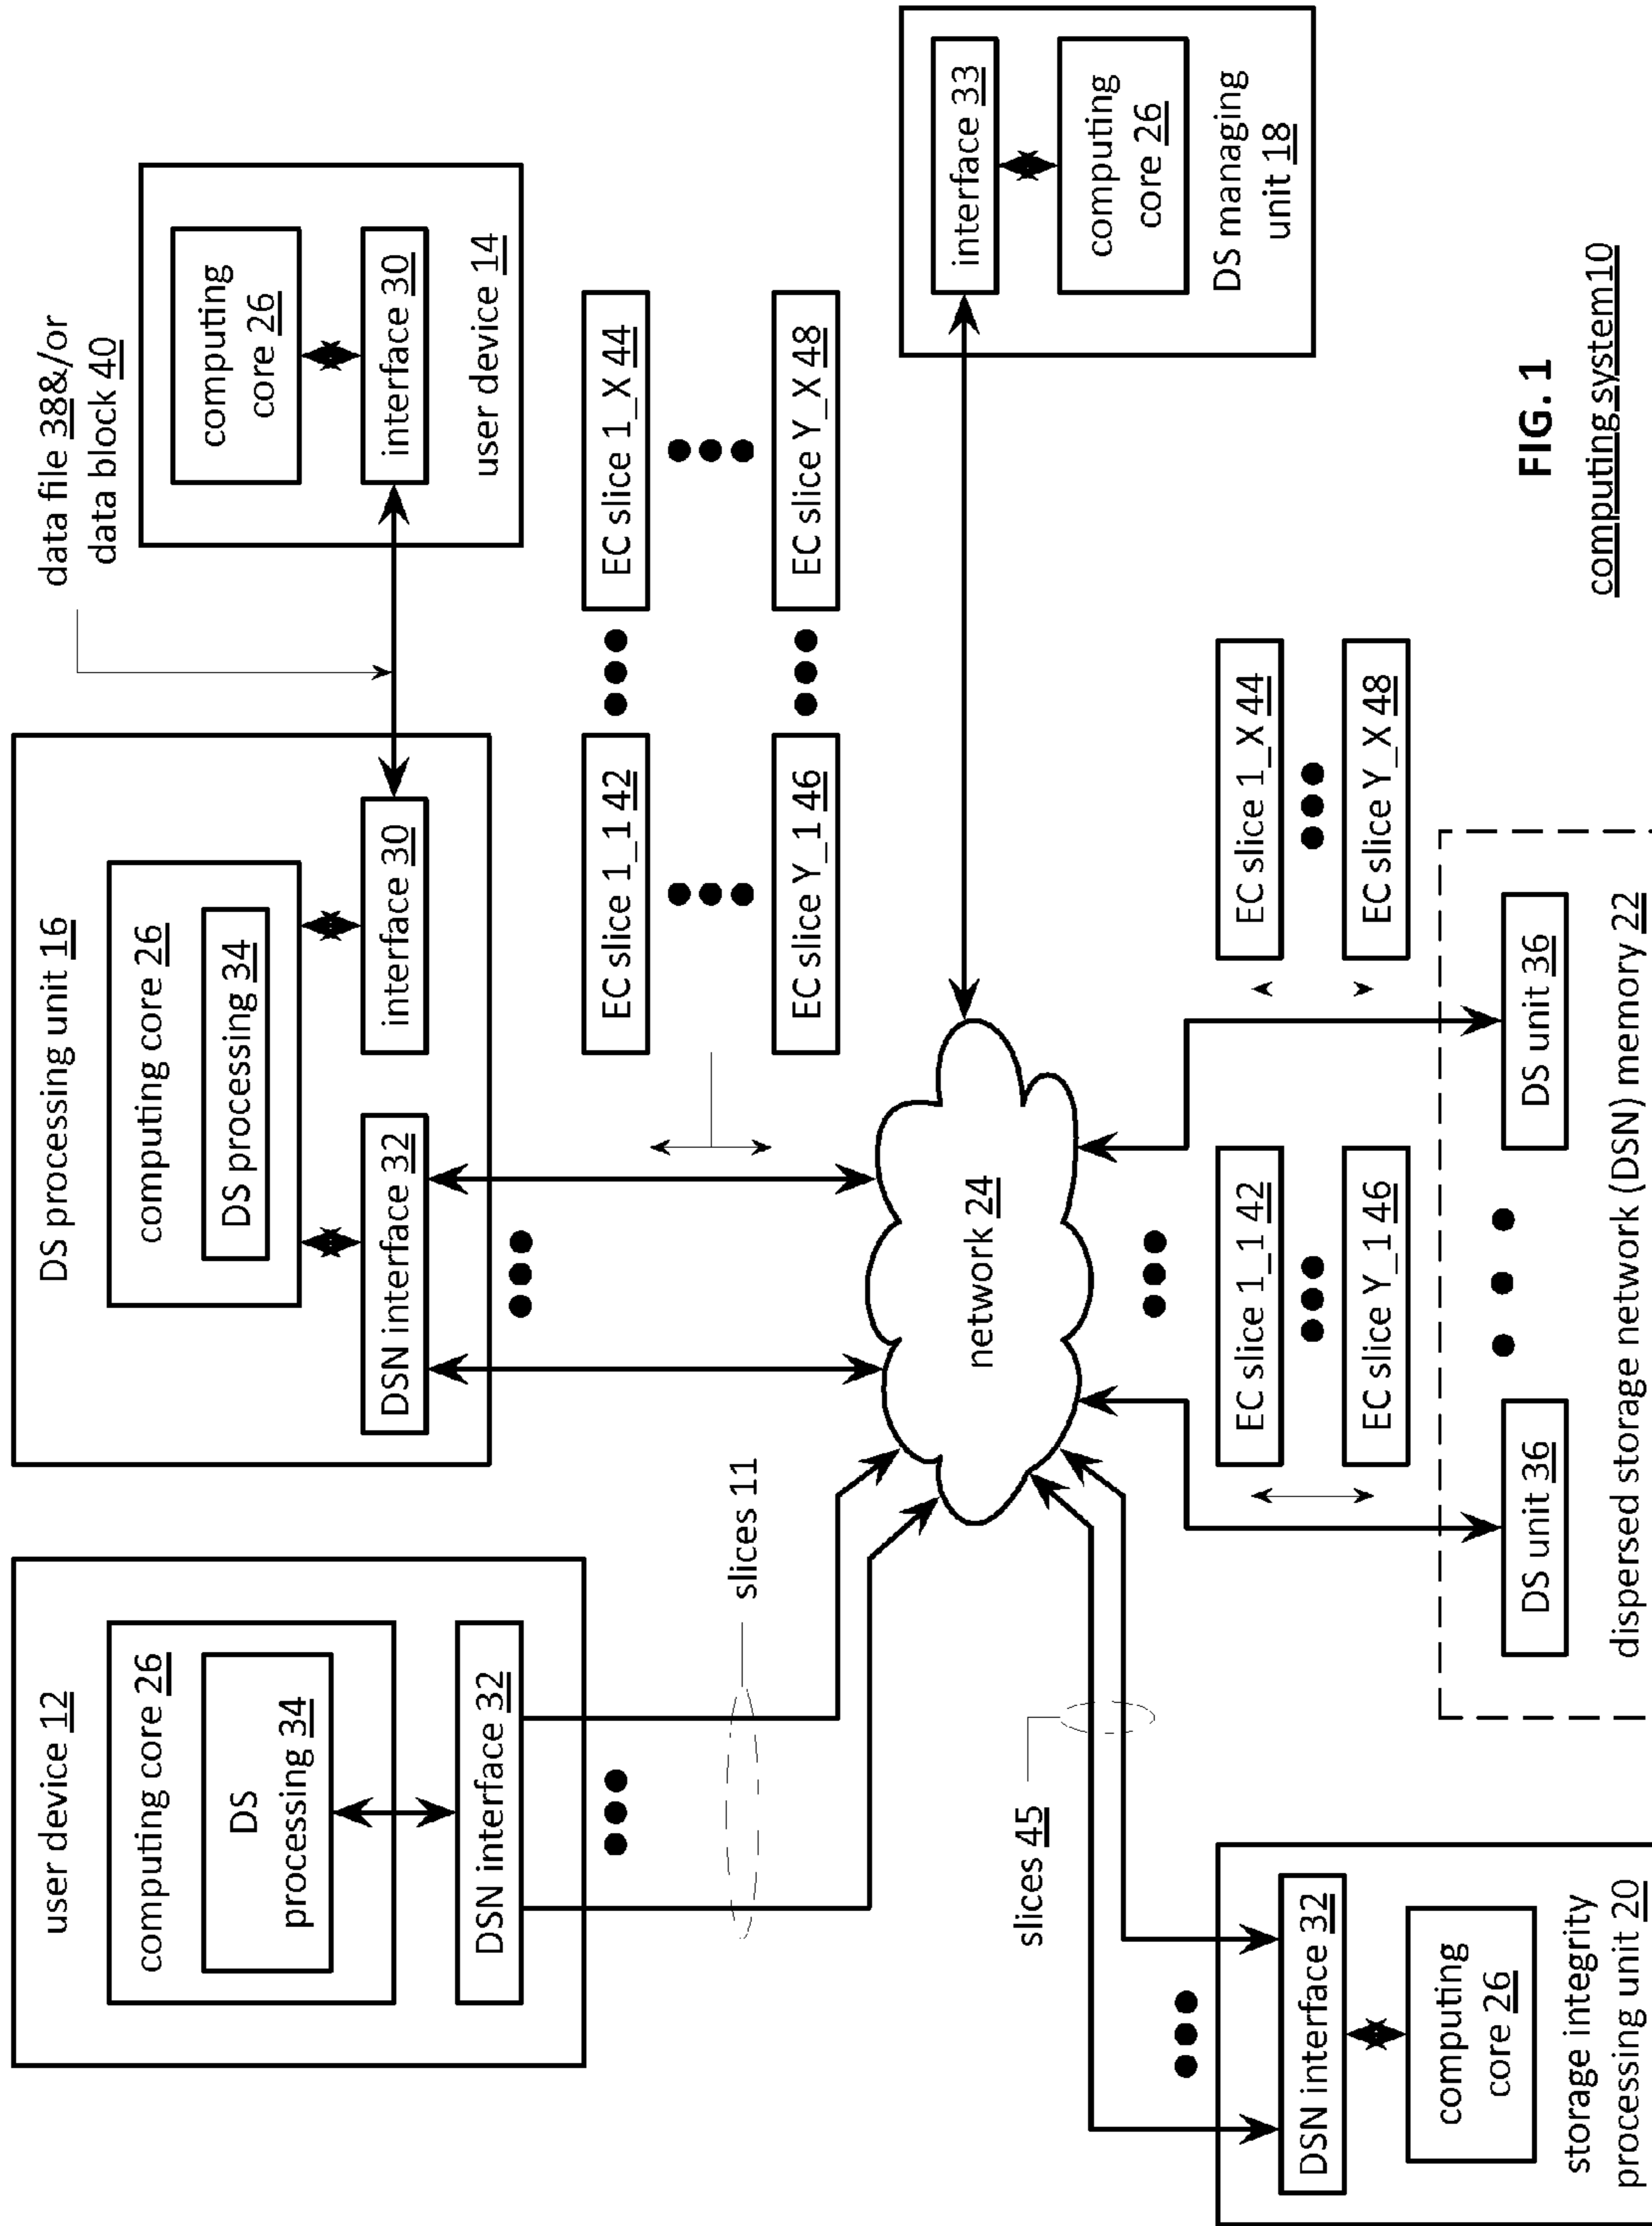 user device 12
computing core 26
DS
processing 34
DSN interface 32
slices 11
DS processing unit 16
computing core 26
DS processing 34
DSN interface 32
interface 30
data file 38&/or
data block 40
computing
core 26
interface 30
user device 14
EC slice 1_1 42
EC slice 1_X 44
EC slice Y_1 46
EC slice Y_X 48
network 24
interface 33
computing
core 26
DS managing
unit 18
slices 45
DSN interface 32
computing
core 26
storage integrity
processing unit 20
EC slice 1_1 42
EC slice Y_1 46
EC slice 1_X 44
EC slice Y_X 48
DS unit 36
DS unit 36
dispersed storage network (DSN) memory 22
FIG. 1
computing system10